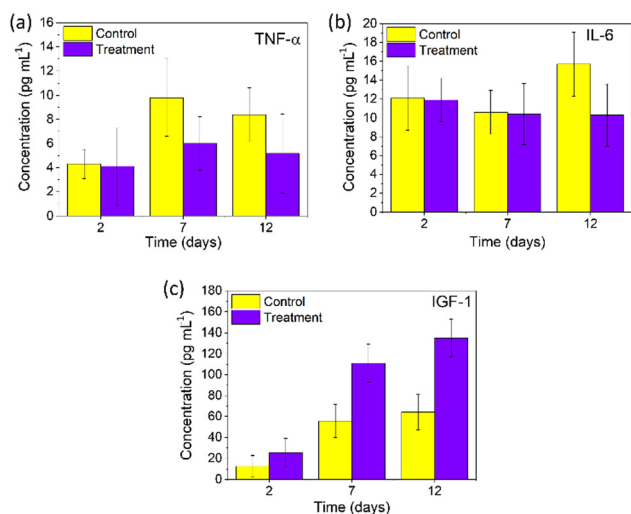 (a)
TNF-α
Control
Treatment
Concentration (pg mL⁻¹)
16
14
12
10
8
6
4
2
0
2 7 12
Time (days)
(b)
IL-6
Control
Treatment
Concentration (pg mL⁻¹)
20
18
16
14
12
10
8
6
4
2
0
2 7 12
Time (days)
(c)
IGF-1
Control
Treatment
Concentration (pg mL⁻¹)
180
160
140
120
100
80
60
40
20
0
2 7 12
Time (days)